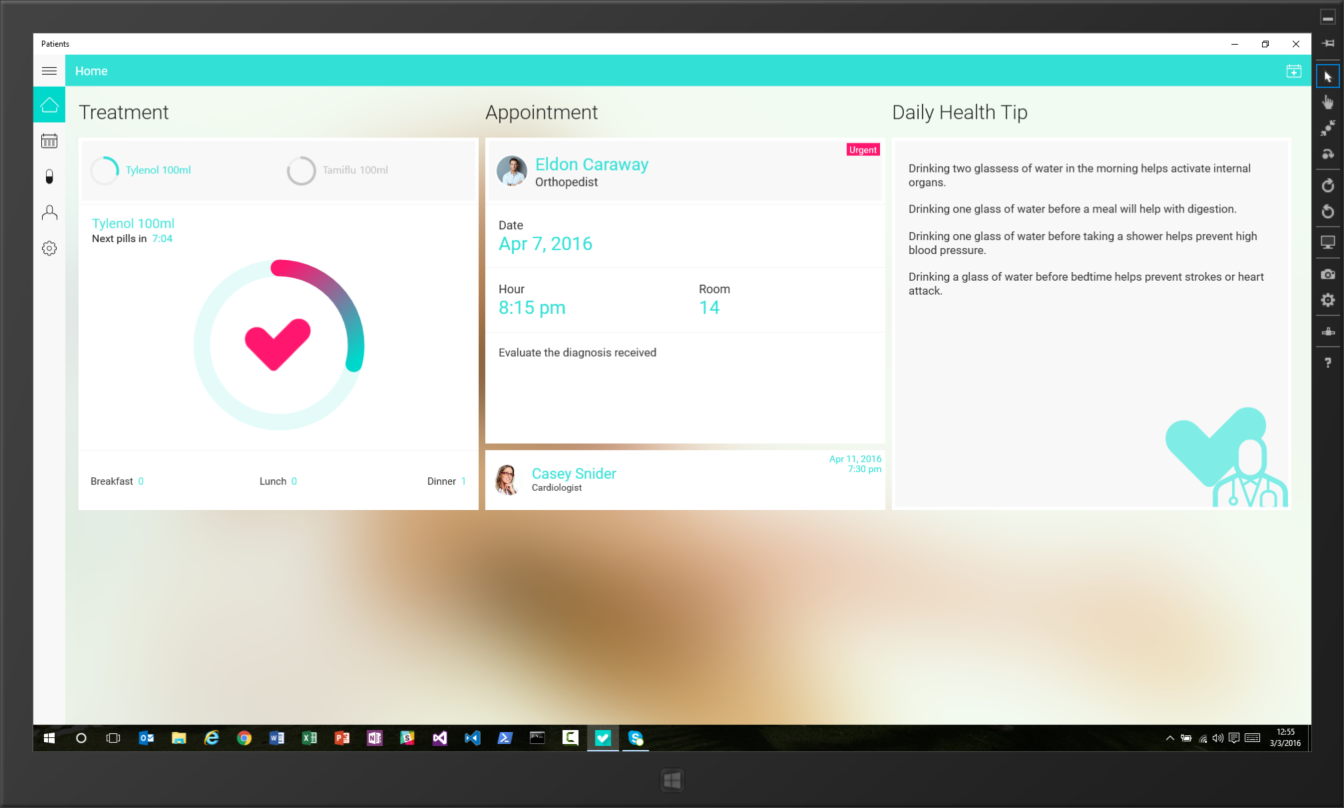 Patients
Home
Treatment
Tylenol 100ml
Tamiflu 100ml
Tylenol 100ml
Next pills in 7:04
Breakfast 0
Lunch 0
Dinner 1
Appointment
Urgent
Eldon Caraway
Orthopedist
Date
Apr 7, 2016
Hour
8:15 pm
Room
14
Evaluate the diagnosis received
Casey Snider
Cardiologist
Apr 11, 2016
7:30 pm
Daily Health Tip
Drinking two glassess of water in the morning helps activate internal
organs.
Drinking one glass of water before a meal will help with digestion.
Drinking one glass of water before taking a shower helps prevent high
blood pressure.
Drinking a glass of water before bedtime helps prevent strokes or heart
attack.
12:55
3/3/2016